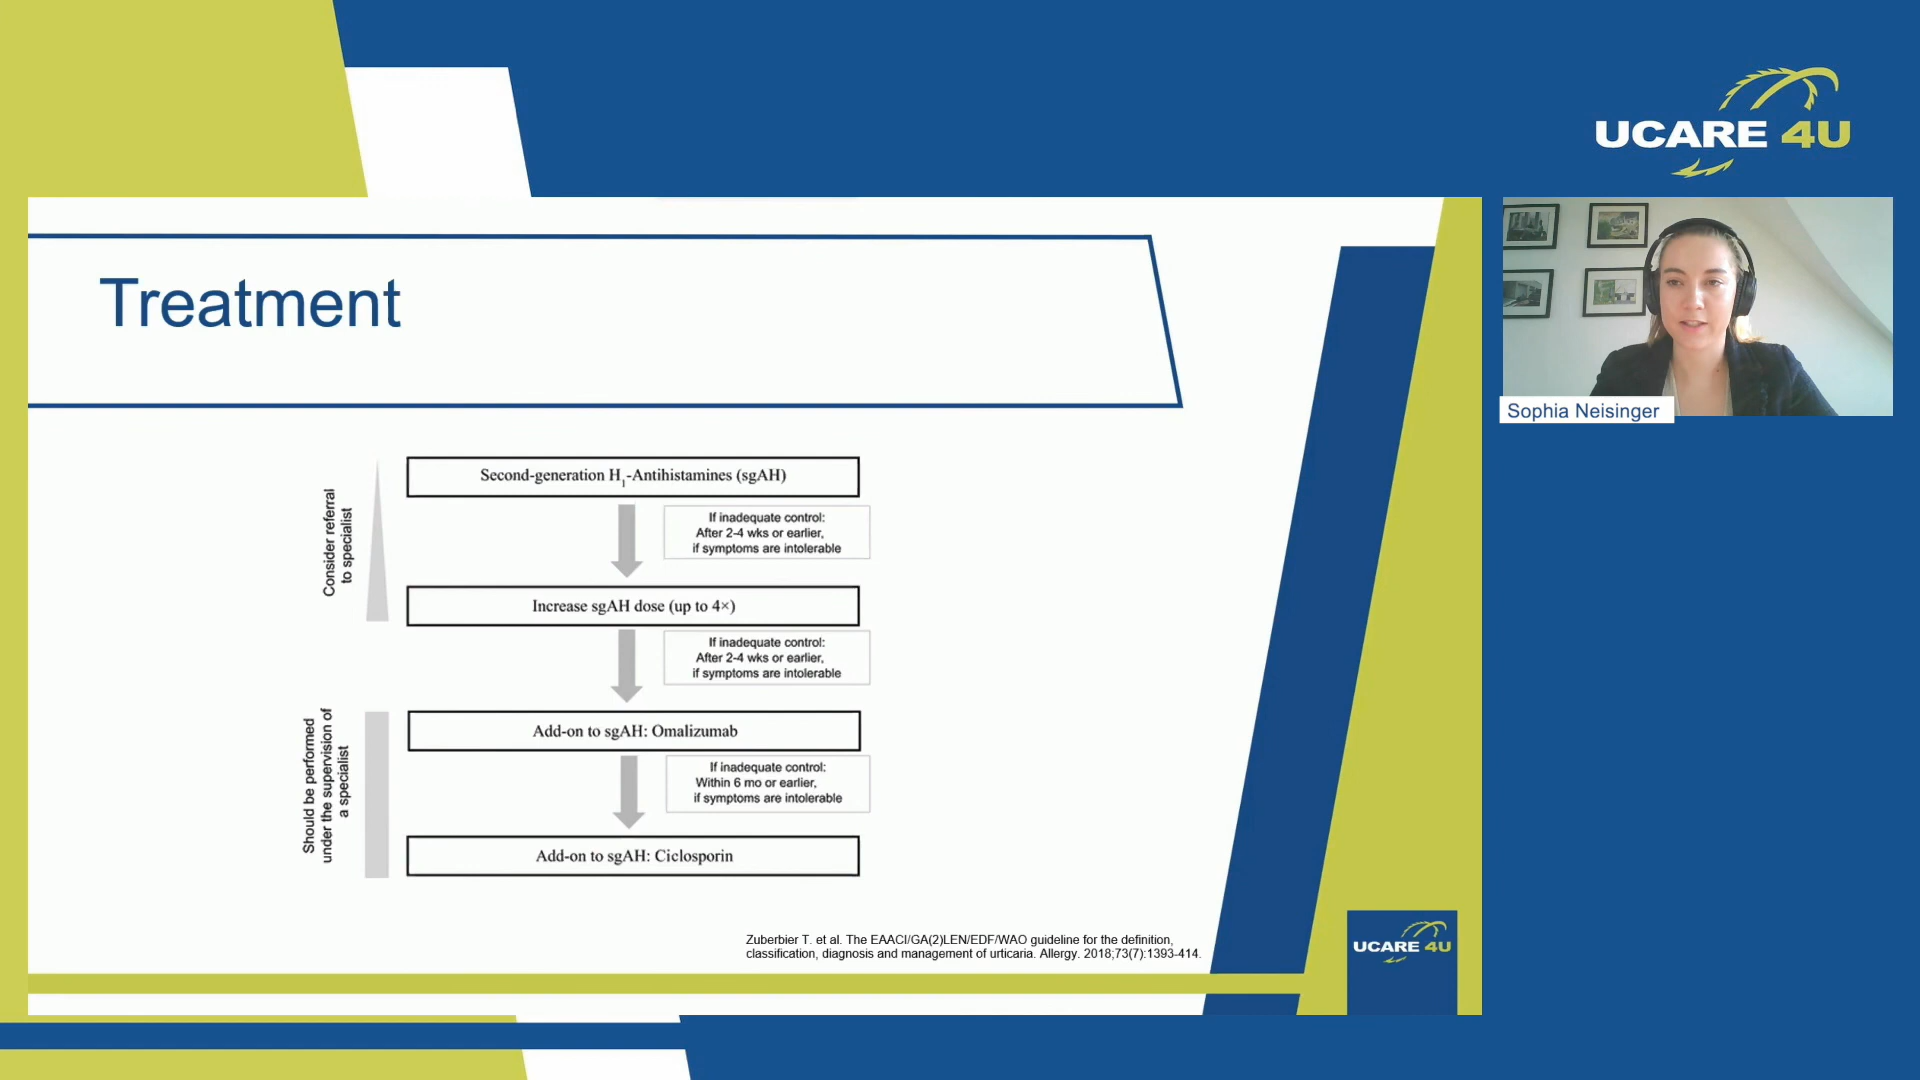 UCARE 4U
Treatment
Sophia Neisinger
Consider referral
to specialist
Second-generation H1-Antihistamines (sgAH)
If inadequate control:
After 2-4 wks or earlier,
if symptoms are intolerable
Increase sgAH dose (up to 4×)
If inadequate control:
After 2-4 wks or earlier,
if symptoms are intolerable
Should be performed
under the supervision of
a specialist
Add-on to sgAH: Omalizumab
If inadequate control:
Within 6 mo or earlier,
if symptoms are intolerable
Add-on to sgAH: Ciclosporin
Zuberbier T. et al. The EAACI/GA(2)LEN/EDF/WAO guideline for the definition,
classification, diagnosis and management of urticaria. Allergy. 2018;73(7):1393-414.
UCARE 4U